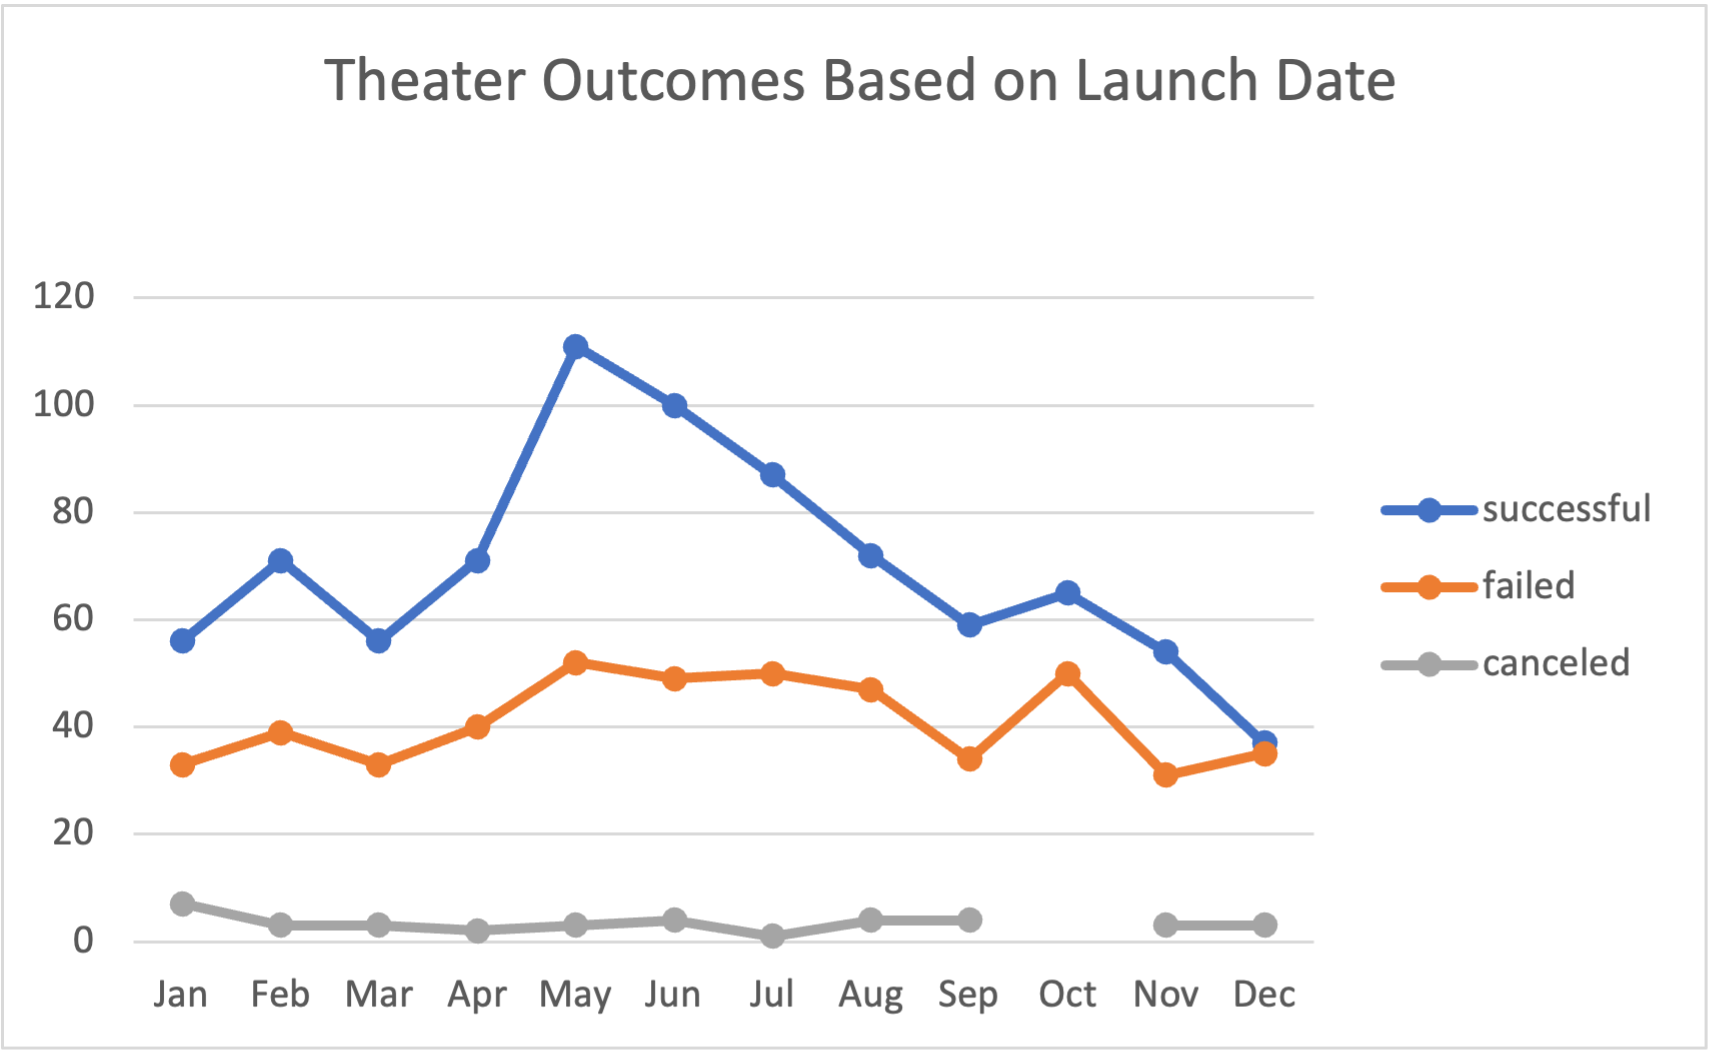 Theater Outcomes Based on Launch Date
120
100
80
60
40
20
0
Jan Feb Mar Apr May Jun Jul Aug Sep Oct Nov Dec
successful
failed
canceled